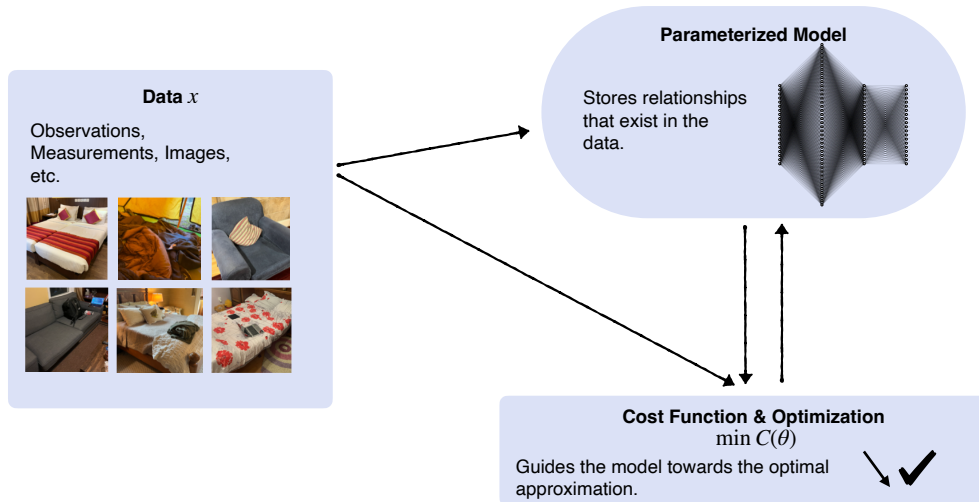 Data x
Observations,
Measurements, Images,
etc.
Parameterized Model
Stores relationships
that exist in the
data.
Cost Function & Optimization
min C(θ)
Guides the model towards the optimal
approximation.